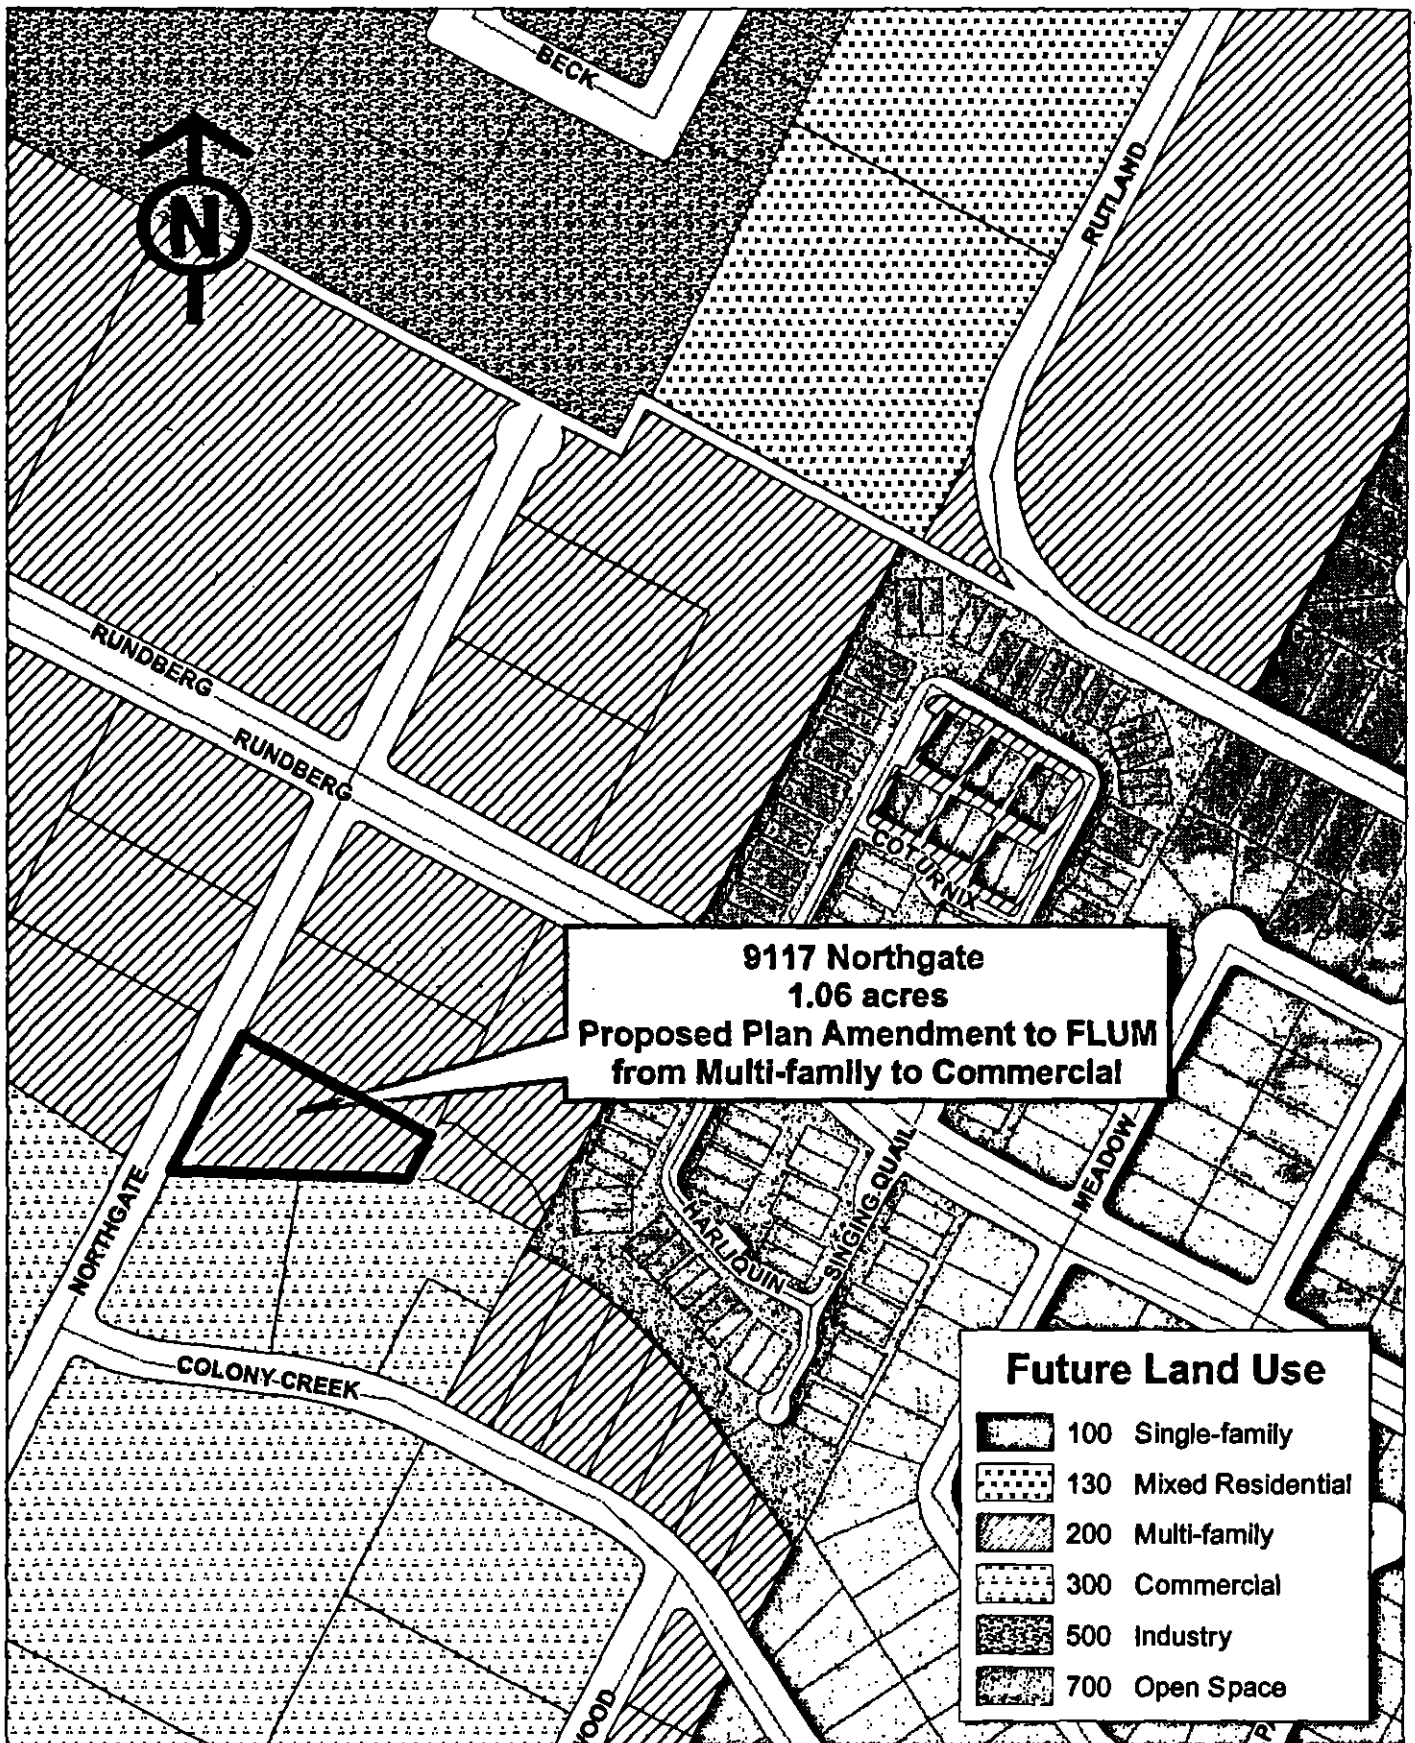 BECK
N
RUTLAND
RUNDBERG
RUNDBERG
COTURNIX
9117 Northgate
1.06 acres
Proposed Plan Amendment to FLUM
from Multi-family to Commercial
NORTHGATE
MEADOW
SINGING QUAIL
HARLIQUIN
COLONY CREEK
Future Land Use
100 Single-family
130 Mixed Residential
200 Multi-family
300 Commercial
500 Industry
700 Open Space